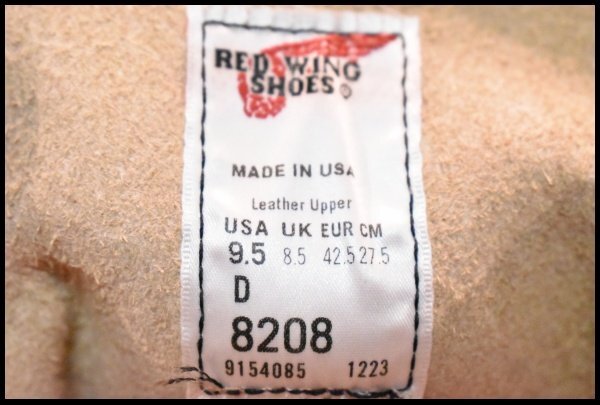 RED WING
SHOES®
MADE IN USA
Leather Upper
USA UK EUR CM
9.5 8.5 42.5 27.5
D
8208
9154085 1223